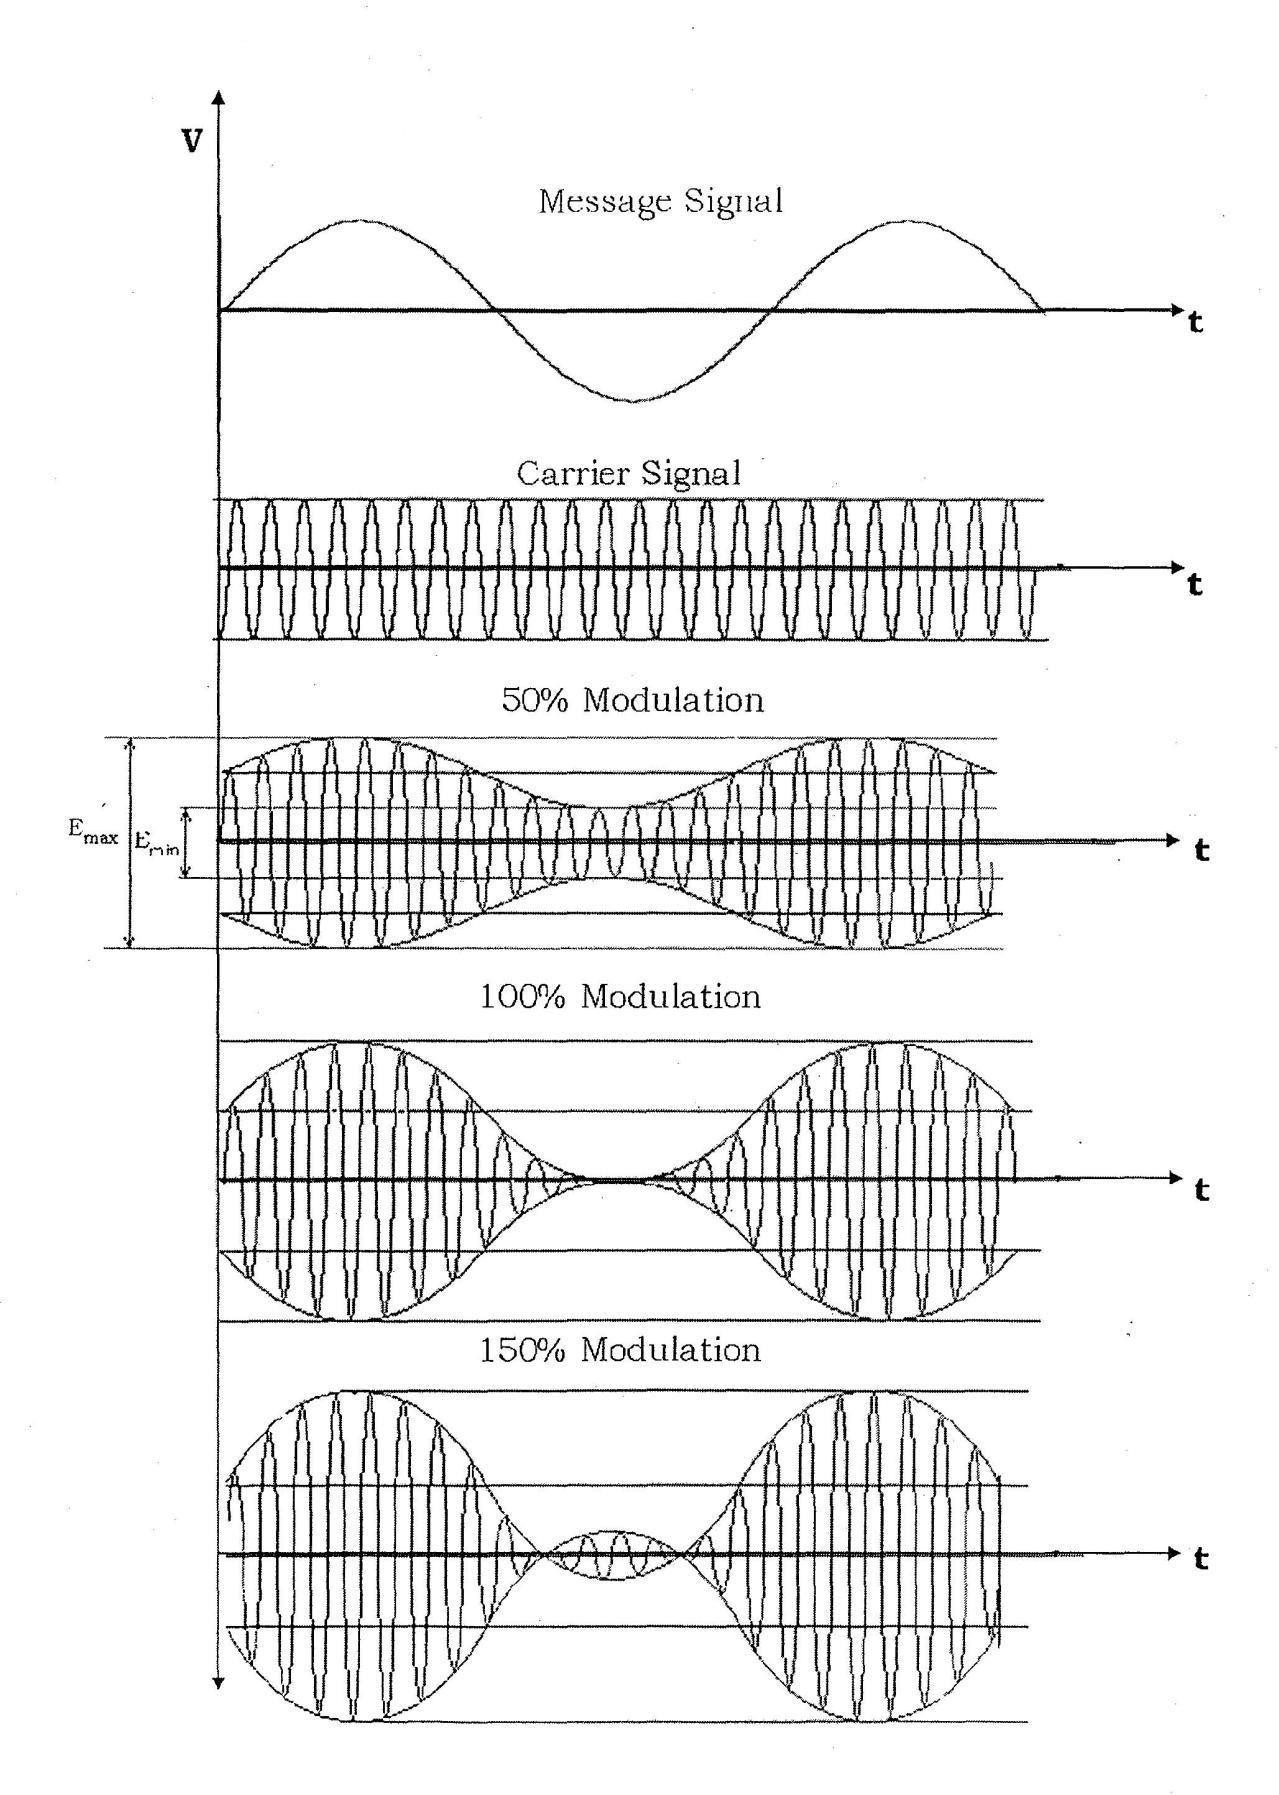 V
Message Signal
t
Carrier Signal
t
50% Modulation
Emax Emin
t
100% Modulation
t
150% Modulation
t